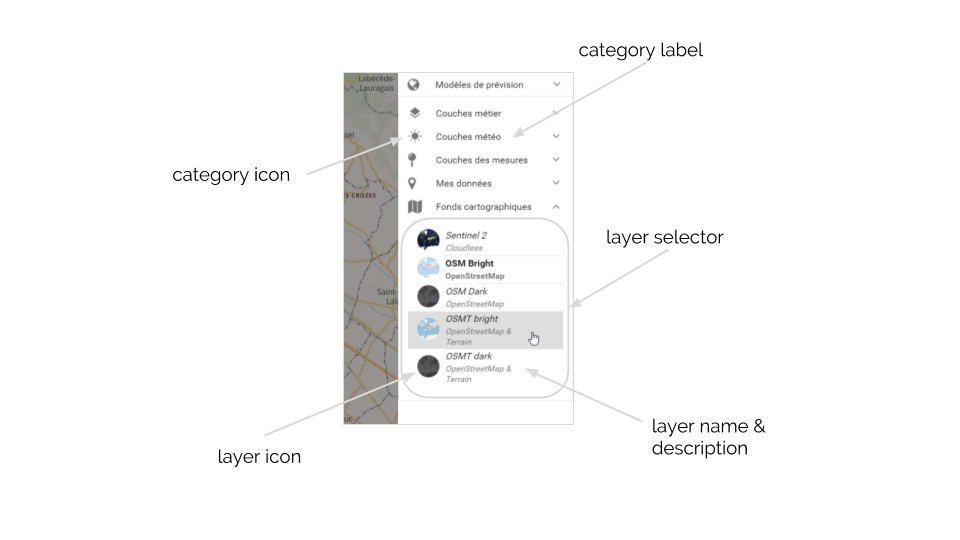 category label
Labécède-
Lauragais
Modèles de prévision
Couches métier
sel
Couches météo
Couches des mesures
category icon
Mes données
ES CROZES
Fonds cartographiques
Sentinel 2
Cloudless
layer selector
OSM Bright
OpenStreetMap
OSM Dark
OpenStreetMap
Saint-
Lal
OSMT bright
OpenStreetMap &
Terrain
OSMT dark
OpenStreetMap &
Terrain
layer name &
description
layer icon